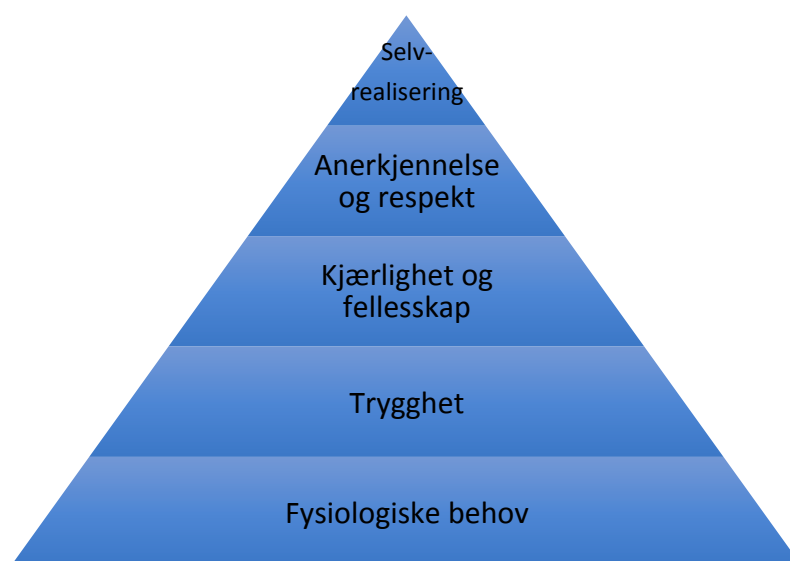 Selv-
realisering
Anerkjennelse
og respekt
Kjærlighet og
fellesskap
Trygghet
Fysiologiske behov